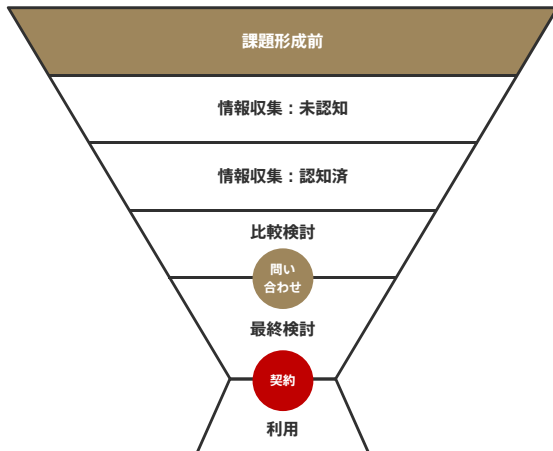 課題形成前
情報収集：未認知
情報収集：認知済
比較検討
問い
合わせ
最終検討
契約
利用